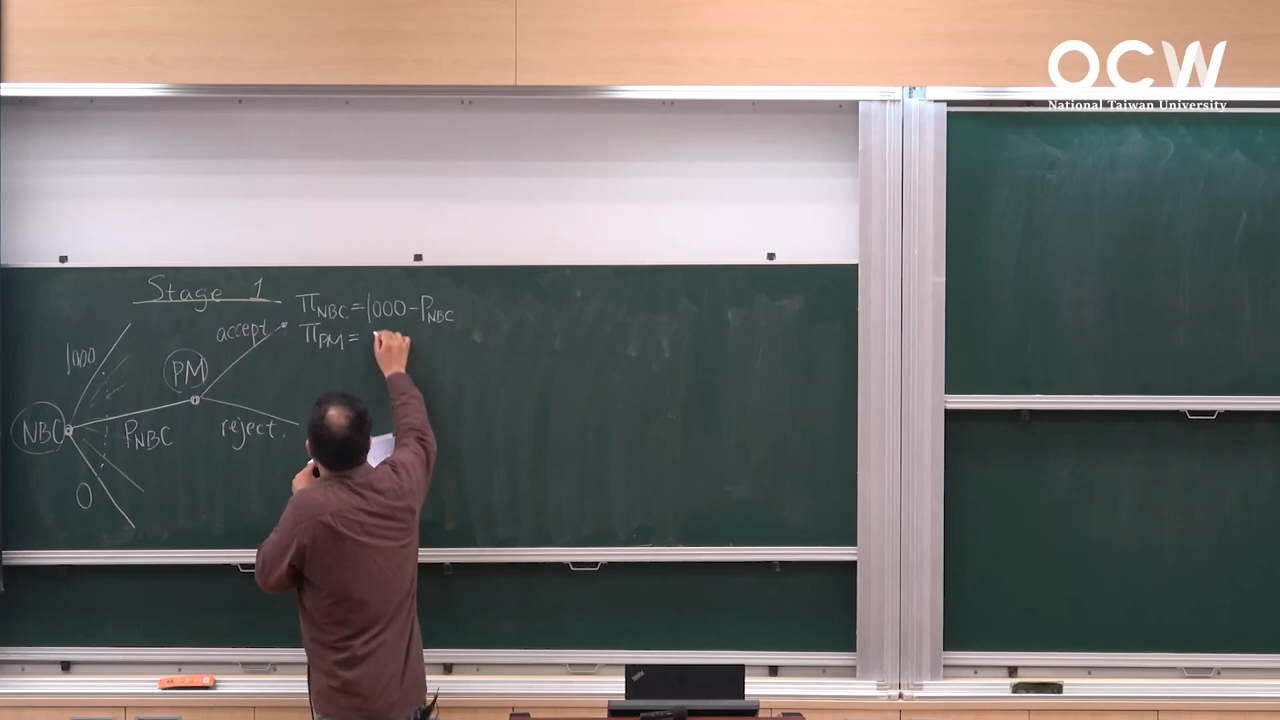 OCW
National Taiwan University
Stage 1
π_NBC = 1000 - P_NBC
accept
π_PM =
1000
PM
NBC
P_NBC
reject.
0